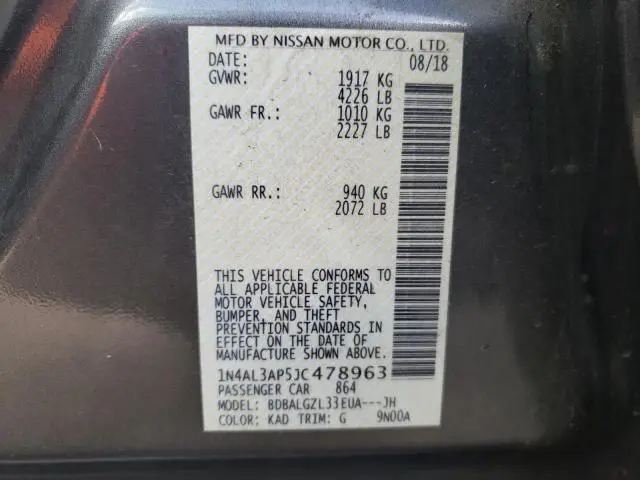 MFD BY NISSAN MOTOR CO., LTD.
DATE: 08/18
GVWR: 1917 KG
4226 LB
GAWR FR.: 1010 KG
2227 LB
GAWR RR.: 940 KG
2072 LB
THIS VEHICLE CONFORMS TO
ALL APPLICABLE FEDERAL
MOTOR VEHICLE SAFETY,
BUMPER, AND THEFT
PREVENTION STANDARDS IN
EFFECT ON THE DATE OF
MANUFACTURE SHOWN ABOVE.
1N4AL3AP5JC478963
PASSENGER CAR 864
MODEL: BDBALGZL33EUA---JH
COLOR: KAD TRIM: G 9N00A